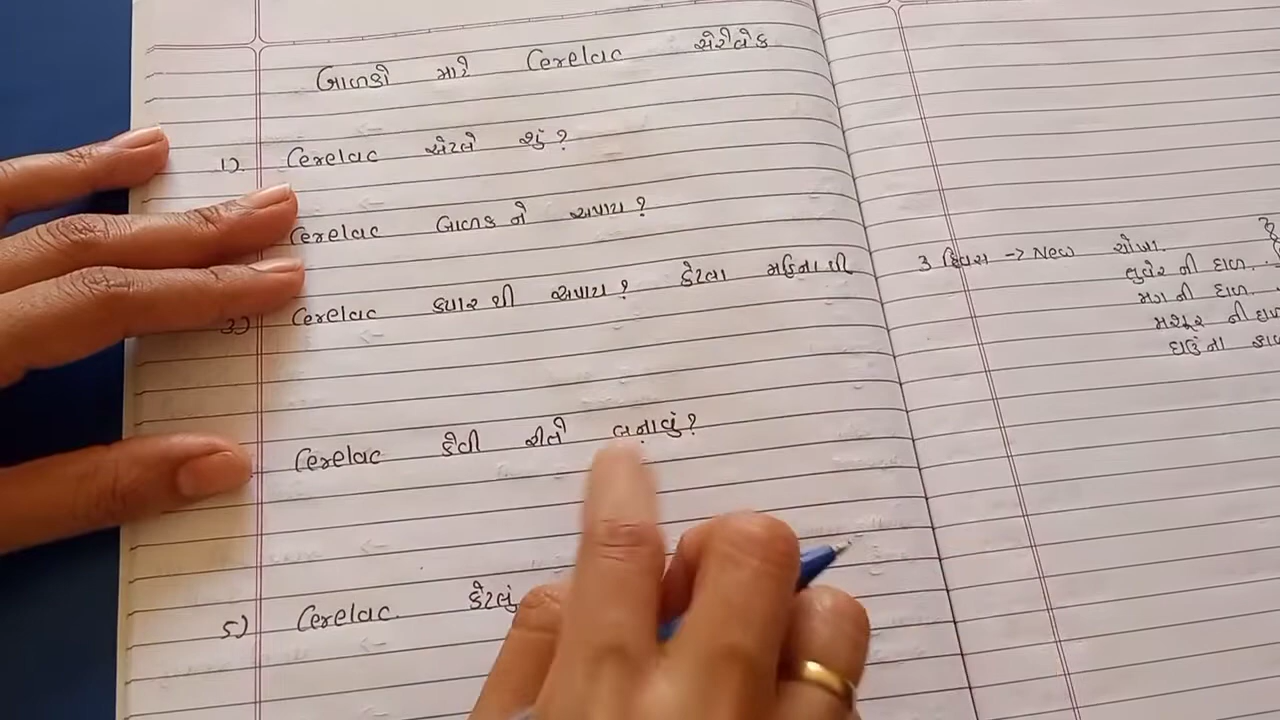 બાળકો માટે Cerelac સેરીલેક
1) Cerelac એટલે શું?
Cerelac બાળક ને અપાય?
3) Cerelac ક્યાર થી અપાય? કેટલા મહિના થી
Cerelac કેવી રીતે બનાવું?
5) Cerelac. કેટલું
3 દિવસ → New ચોખા.
તુવેર ની દાળ.
મગ ની દાળ.
મસૂર ની દાળ
ઘઉંના